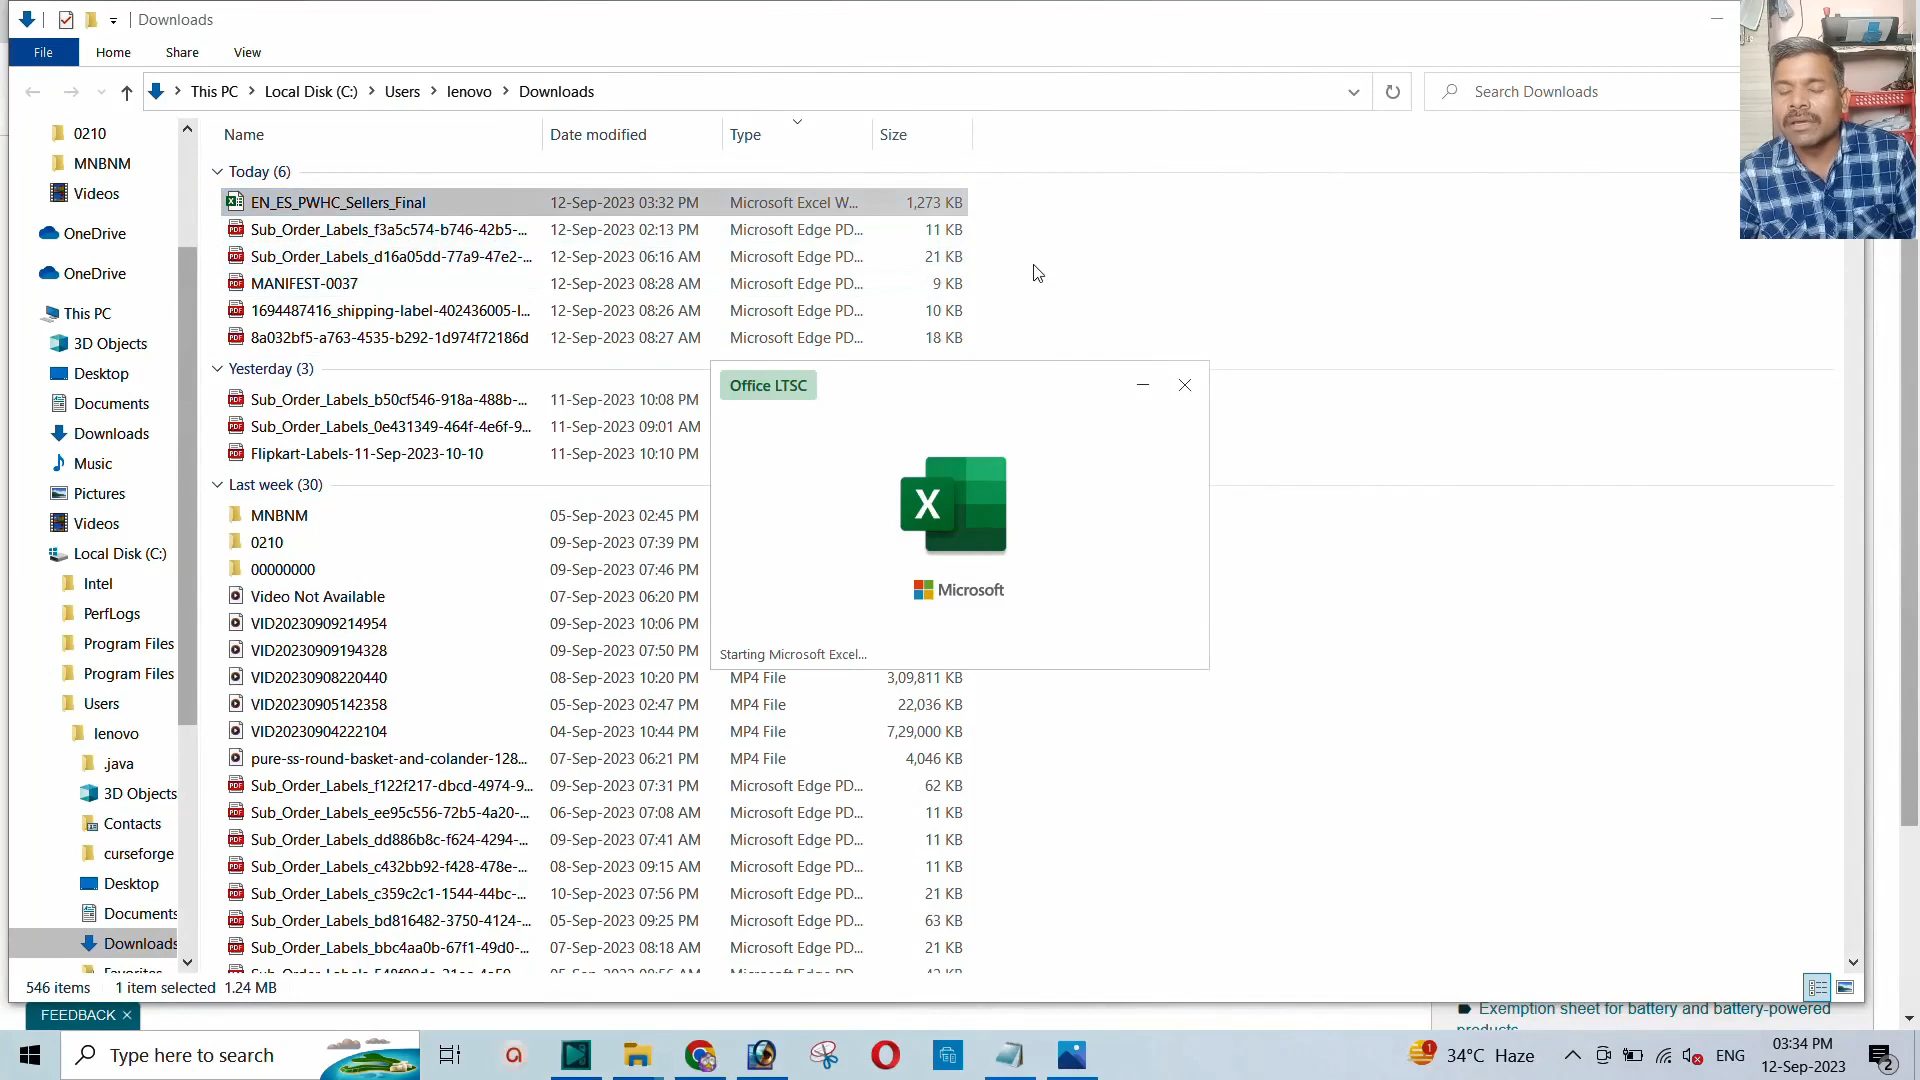 Downloads
File Home Share View
This PC Local Disk (C:) Users lenovo Downloads
Search Downloads
0210
MNBNM
Videos
OneDrive
OneDrive
This PC
3D Objects
Desktop
Documents
Downloads
Music
Pictures
Videos
Local Disk (C:)
Intel
PerfLogs
Program Files
Program Files
Users
lenovo
.java
3D Objects
Contacts
curseforge
Desktop
Documents
Downloads
Name Date modified Type Size
Today (6)
EN_ES_PWHC_Sellers_Final 12-Sep-2023 03:32 PM Microsoft Excel W... 1,273 KB
Sub_Order_Labels_f3a5c574-b746-42b5-... 12-Sep-2023 02:13 PM Microsoft Edge PD... 11 KB
Sub_Order_Labels_d16a05dd-77a9-47e2-... 12-Sep-2023 06:16 AM Microsoft Edge PD... 21 KB
MANIFEST-0037 12-Sep-2023 08:28 AM Microsoft Edge PD... 9 KB
1694487416_shipping-label-402436005-I... 12-Sep-2023 08:26 AM Microsoft Edge PD... 10 KB
8a032bf5-a763-4535-b292-1d974f72186d 12-Sep-2023 08:27 AM Microsoft Edge PD... 18 KB
Yesterday (3)
Sub_Order_Labels_b50cf546-918a-488b-... 11-Sep-2023 10:08 PM
Sub_Order_Labels_0e431349-464f-4e6f-9... 11-Sep-2023 09:01 AM
Flipkart-Labels-11-Sep-2023-10-10 11-Sep-2023 10:10 PM
Last week (30)
MNBNM 05-Sep-2023 02:45 PM
0210 09-Sep-2023 07:39 PM
00000000 09-Sep-2023 07:46 PM
Video Not Available 07-Sep-2023 06:20 PM
VID20230909214954 09-Sep-2023 10:06 PM
VID20230909194328 09-Sep-2023 07:50 PM
VID20230908220440 08-Sep-2023 10:20 PM MP4 File 3,09,811 KB
VID20230905142358 05-Sep-2023 02:47 PM MP4 File 22,036 KB
VID20230904222104 04-Sep-2023 10:44 PM MP4 File 7,29,000 KB
pure-ss-round-basket-and-colander-128... 07-Sep-2023 06:21 PM MP4 File 4,046 KB
Sub_Order_Labels_f122f217-dbcd-4974-9... 09-Sep-2023 07:31 PM Microsoft Edge PD... 62 KB
Sub_Order_Labels_ee95c556-72b5-4a20-... 06-Sep-2023 07:08 AM Microsoft Edge PD... 11 KB
Sub_Order_Labels_dd886b8c-f624-4294-... 09-Sep-2023 07:41 AM Microsoft Edge PD... 11 KB
Sub_Order_Labels_c432bb92-f428-478e-... 08-Sep-2023 09:15 AM Microsoft Edge PD... 11 KB
Sub_Order_Labels_c359c2c1-1544-44bc-... 10-Sep-2023 07:56 PM Microsoft Edge PD... 21 KB
Sub_Order_Labels_bd816482-3750-4124-... 05-Sep-2023 09:25 PM Microsoft Edge PD... 63 KB
Sub_Order_Labels_bbc4aa0b-67f1-49d0-... 07-Sep-2023 08:18 AM Microsoft Edge PD... 21 KB
Office LTSC
X
Microsoft
Starting Microsoft Excel...
546 items 1 item selected 1.24 MB
FEEDBACK ×
Exemption sheet for battery and battery-powered
Type here to search
34°C Haze
ENG
03:34 PM
12-Sep-2023
1
2